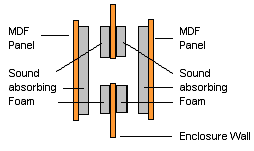 MDF
Panel
Sound
absorbing
Foam
MDF
Panel
Sound
absorbing
Foam
Enclosure Wall